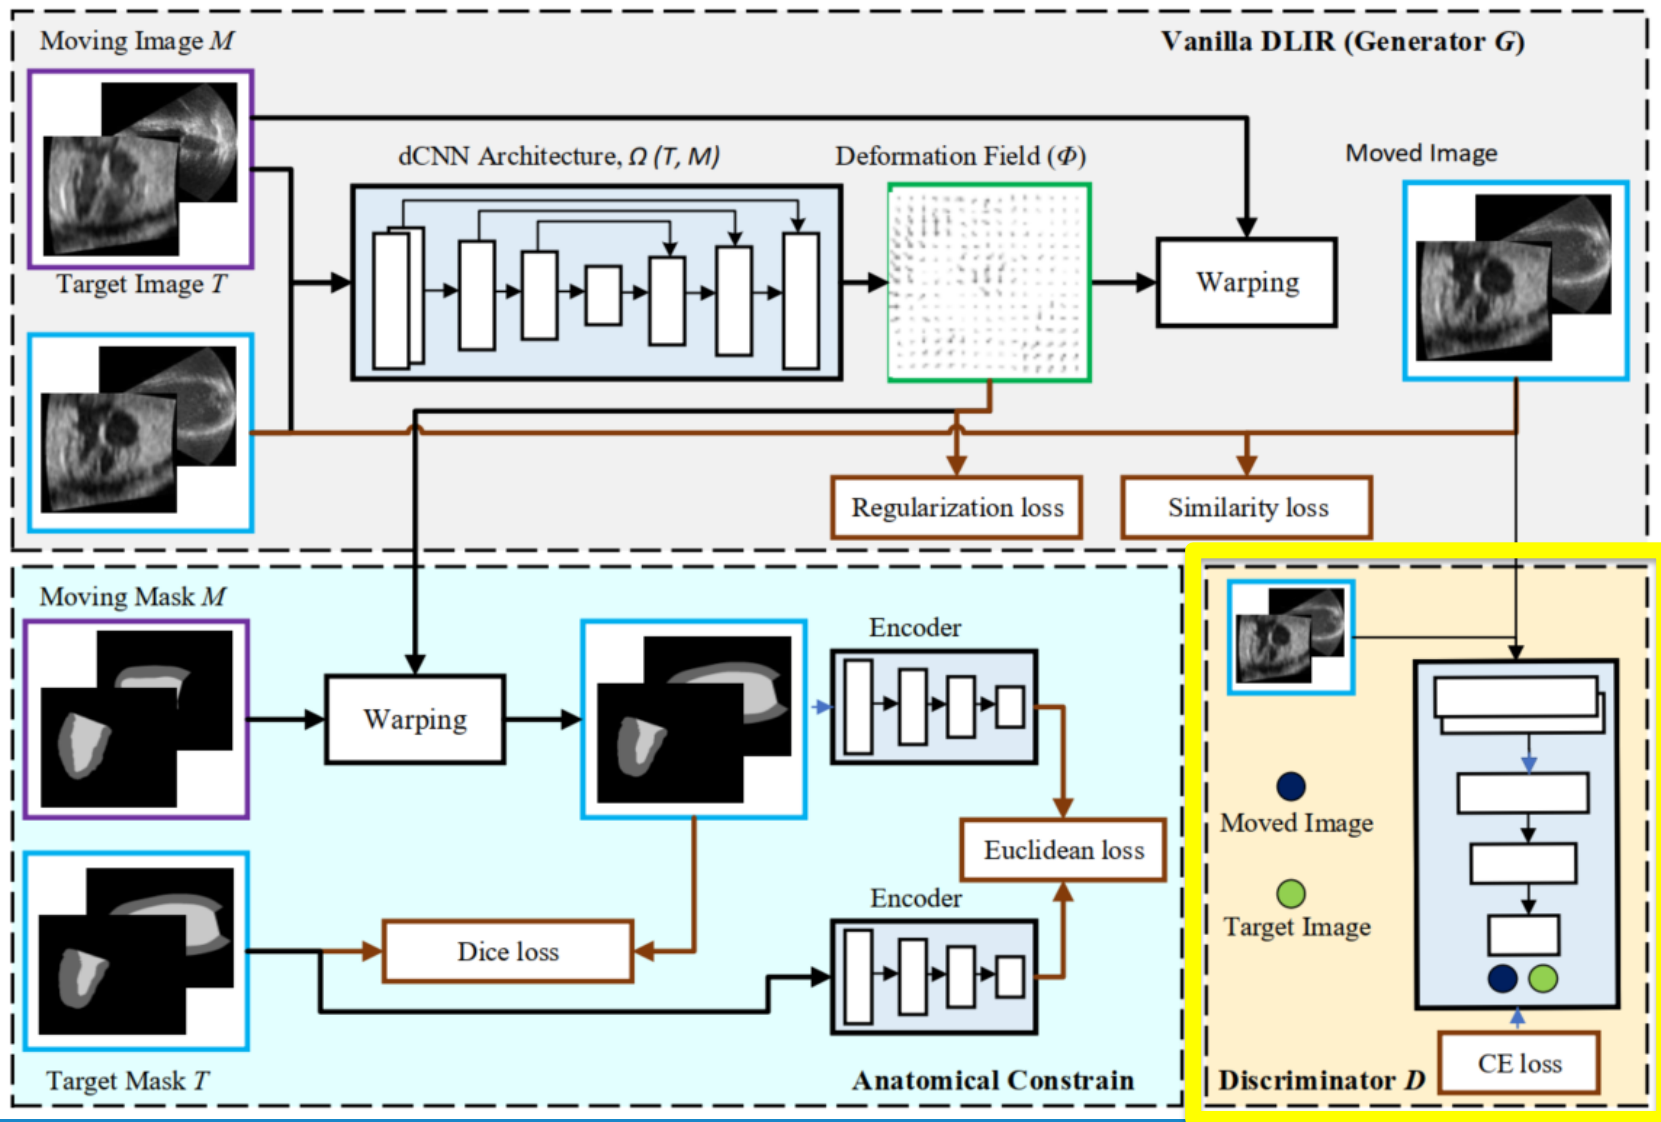 Moving Image M
Vanilla DLIR (Generator G)
dCNN Architecture, Ω (T, M)
Deformation Field (Φ)
Moved Image
Target Image T
Warping
Regularization loss
Similarity loss
Moving Mask M
Encoder
Warping
Euclidean loss
Encoder
Dice loss
Target Mask T
Anatomical Constrain
Moved Image
Target Image
CE loss
Discriminator D